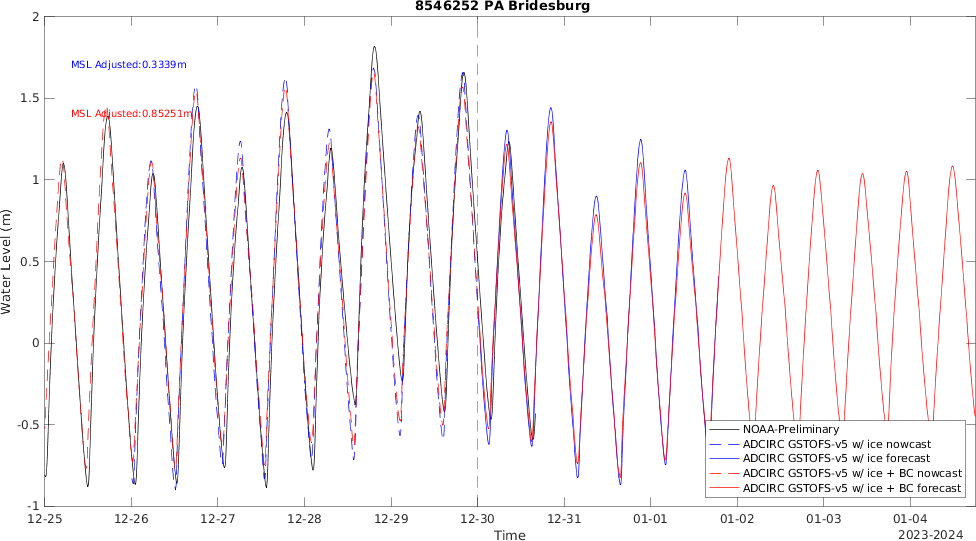 8546252 PA Bridesburg
2
1.5
1
0.5
0
-0.5
-1
Water Level (m)
MSL Adjusted:0.3339m
MSL Adjusted:0.85251m
NOAA-Preliminary
ADCIRC GSTOFS-v5 w/ ice nowcast
ADCIRC GSTOFS-v5 w/ ice forecast
ADCIRC GSTOFS-v5 w/ ice + BC nowcast
ADCIRC GSTOFS-v5 w/ ice + BC forecast
12-25 12-26 12-27 12-28 12-29 12-30 12-31 01-01 01-02 01-03 01-04
Time
2023-2024